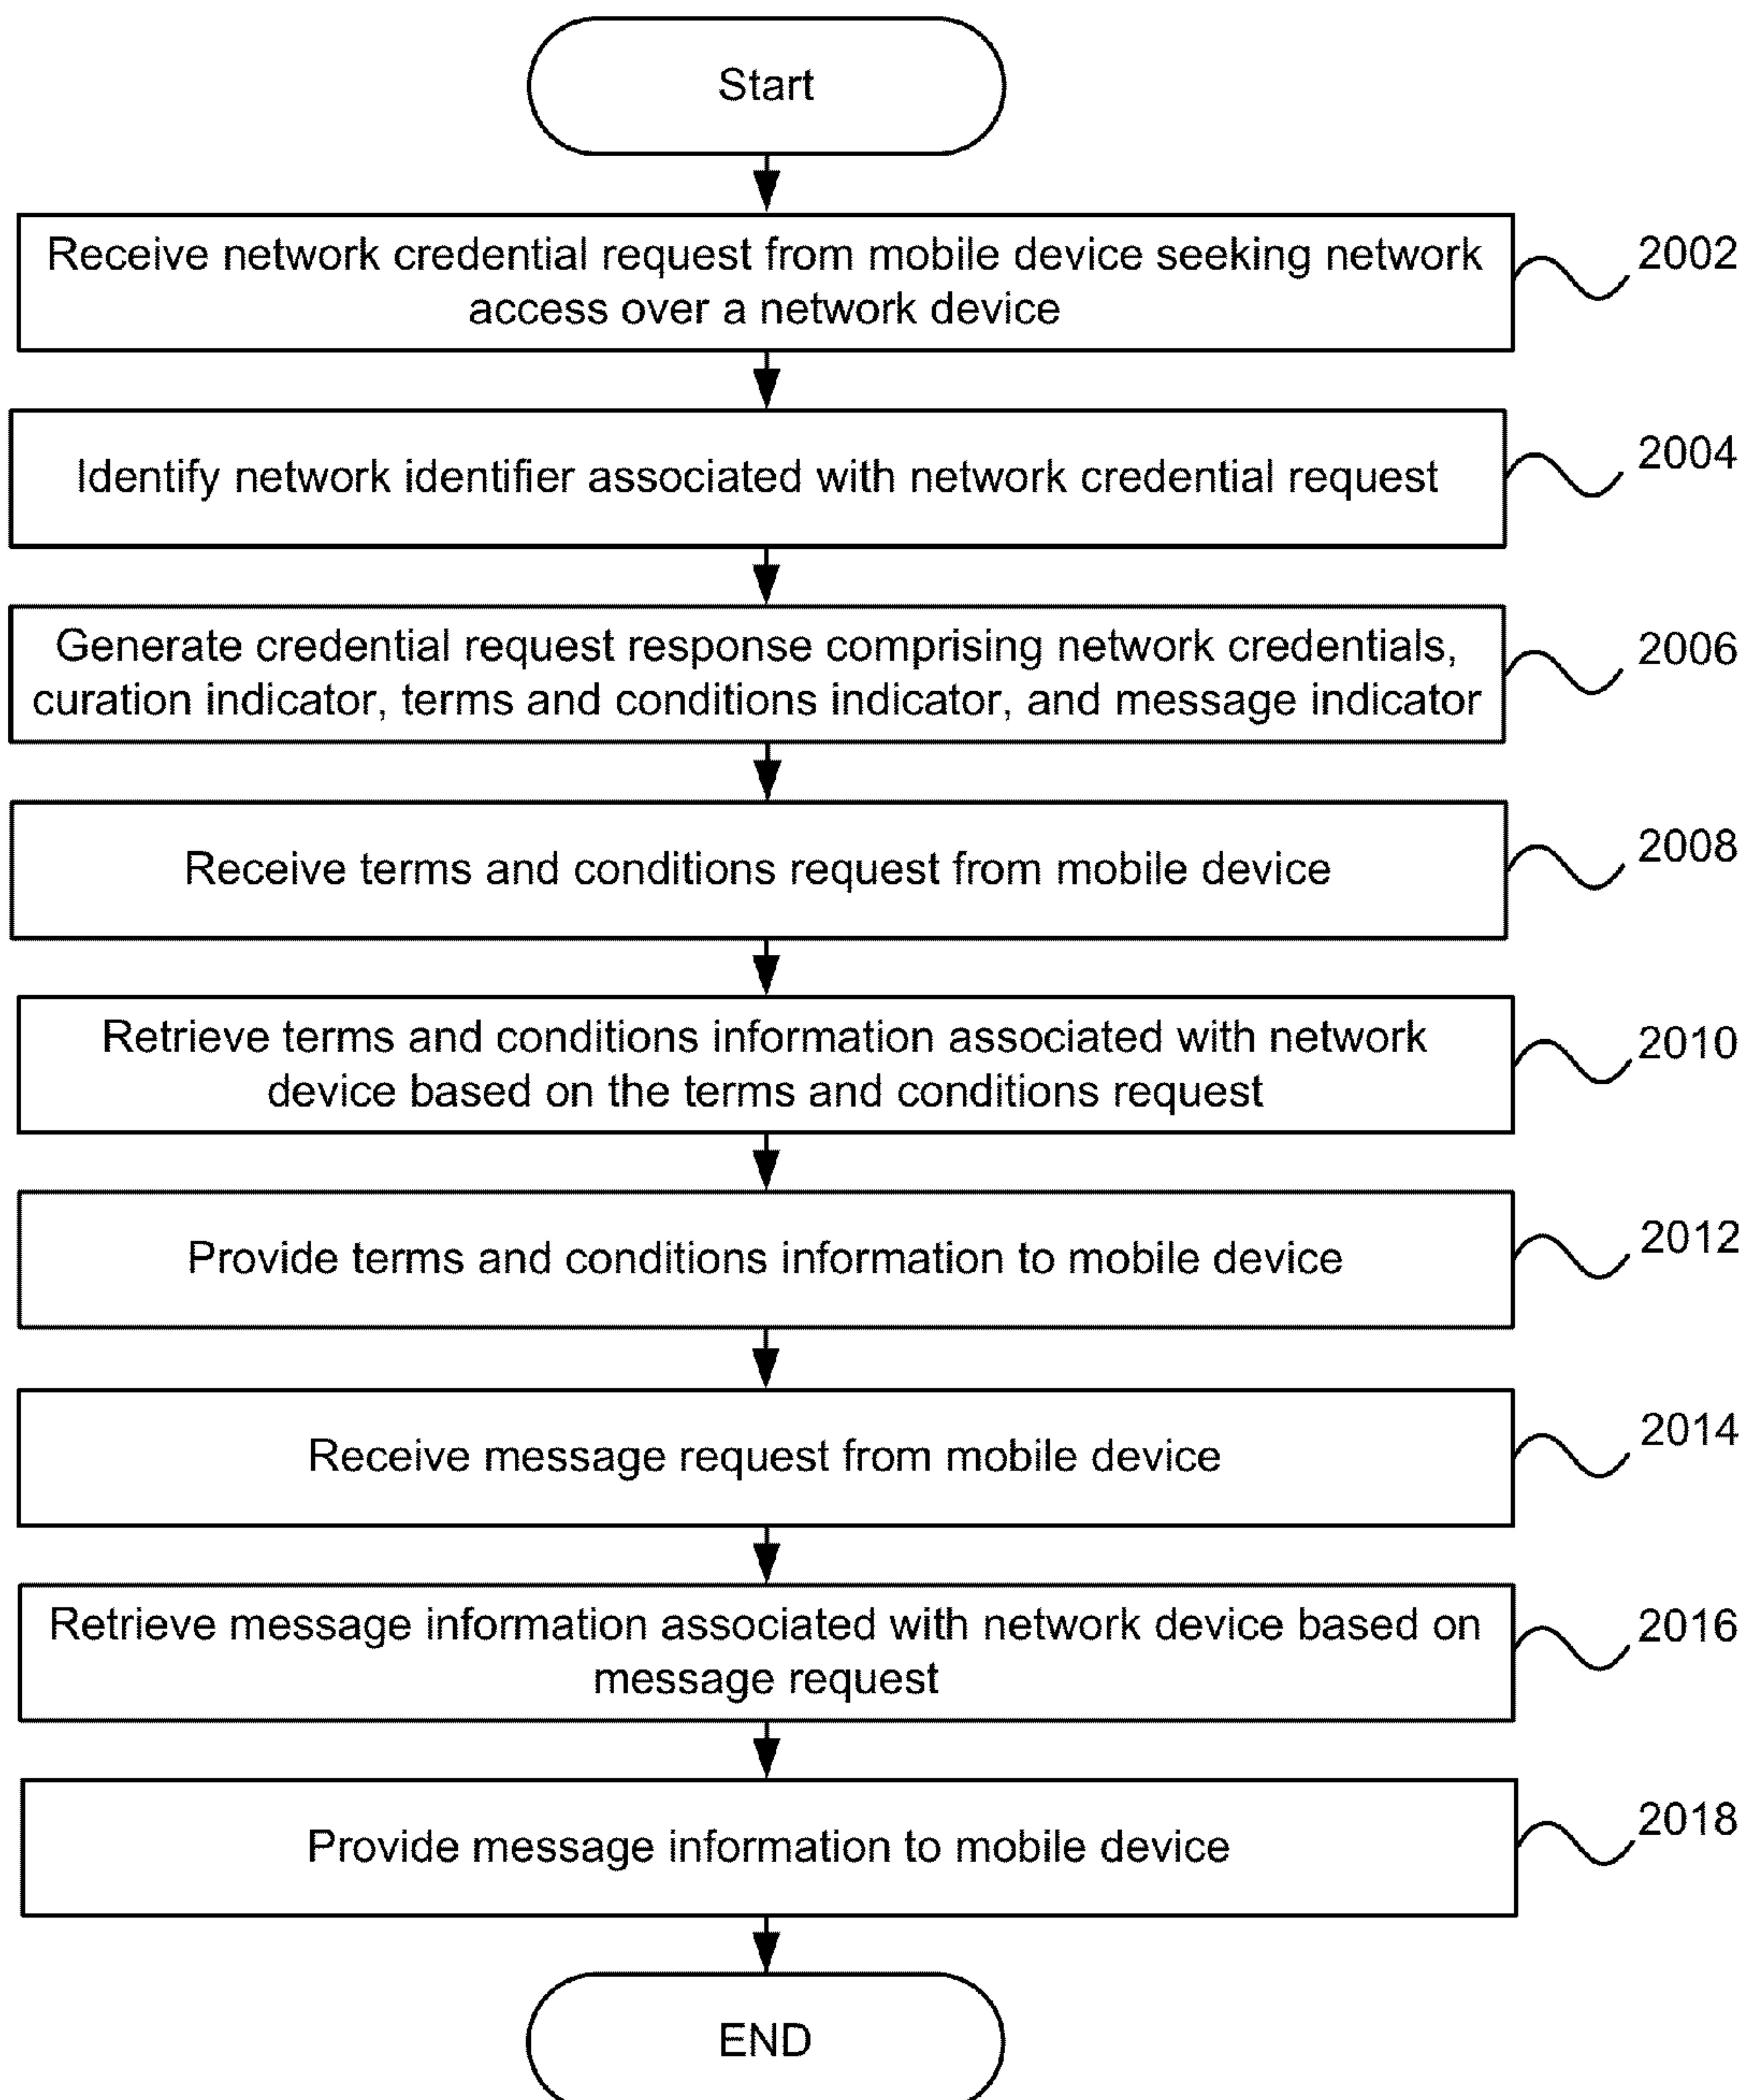 Start
Receive network credential request from mobile device seeking network
access over a network device
2002
Identify network identifier associated with network credential request
2004
Generate credential request response comprising network credentials,
curation indicator, terms and conditions indicator, and message indicator
2006
Receive terms and conditions request from mobile device
2008
Retrieve terms and conditions information associated with network
device based on the terms and conditions request
2010
Provide terms and conditions information to mobile device
2012
Receive message request from mobile device
2014
Retrieve message information associated with network device based on
message request
2016
Provide message information to mobile device
2018
END